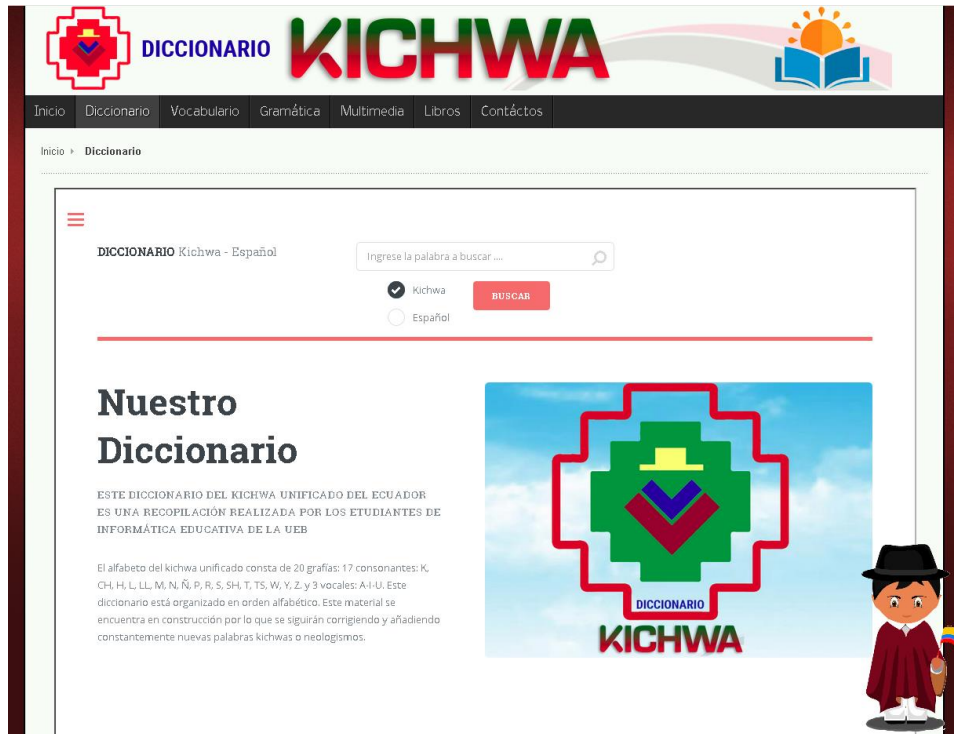 DICCIONARIO KICHWA
Inicio Diccionario Vocabulario Gramática Multimedia Libros Contáctos
Inicio Diccionario
DICCIONARIO Kichwa - Español
Ingrese la palabra a buscar ....
Kichwa
BUSCAR
Español
Nuestro
Diccionario
ESTE DICCIONARIO DEL KICHWA UNIFICADO DEL ECUADOR
ES UNA RECOPILACIÓN REALIZADA POR LOS ETUDIANTES DE
INFORMÁTICA EDUCATIVA DE LA UEB
El alfabeto del kichwa unificado consta de 20 grafías: 17 consonantes: K,
CH, H, L, LL, M, N, Ñ, P, R, S, SH, T, TS, W, Y, Z. y 3 vocales: A-I-U. Este
diccionario está organizado en orden alfabético. Este material se
encuentra en construcción por lo que se siguirán corrigiendo y añadiendo
constantemente nuevas palabras kichwas o neologismos.
DICCIONARIO
KICHWA